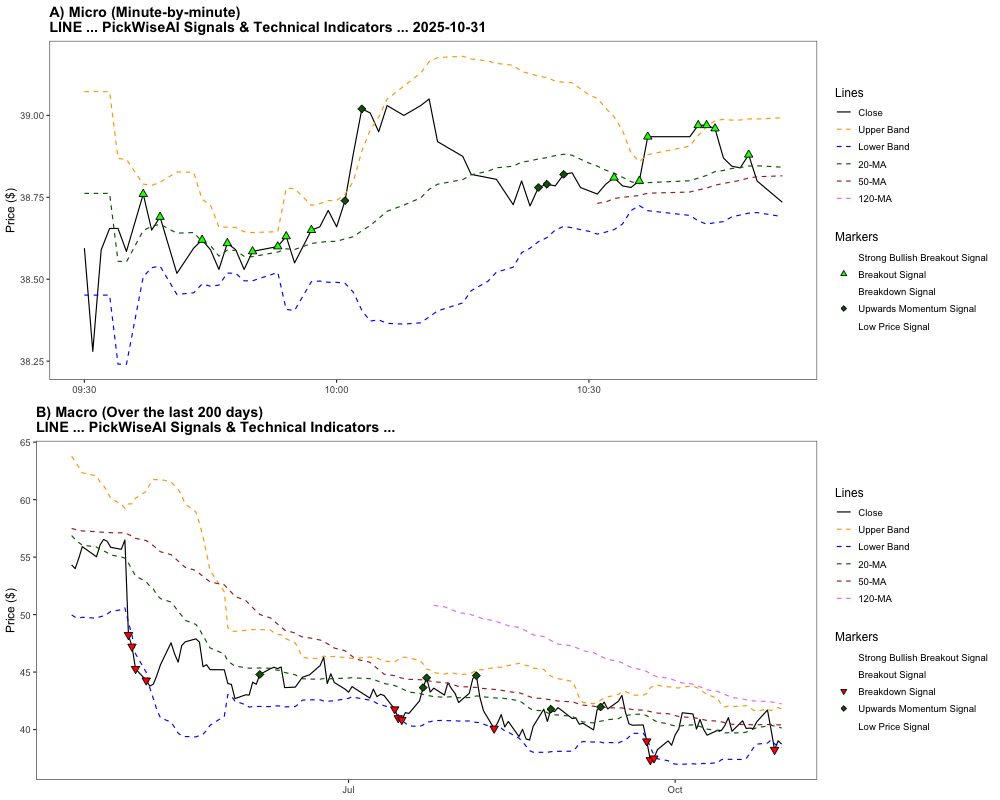 A) Micro (Minute-by-minute)
LINE ... PickWiseAI Signals & Technical Indicators ... 2025-10-31
Price ($)
39.00
38.75
38.50
38.25
09:30
10:00
10:30
Lines
Close
Upper Band
Lower Band
20-MA
50-MA
120-MA
Markers
Strong Bullish Breakout Signal
Breakout Signal
Breakdown Signal
Upwards Momentum Signal
Low Price Signal
B) Macro (Over the last 200 days)
LINE ... PickWiseAI Signals & Technical Indicators ...
Price ($)
65
60
55
50
45
40
Jul
Oct
Lines
Close
Upper Band
Lower Band
20-MA
50-MA
120-MA
Markers
Strong Bullish Breakout Signal
Breakout Signal
Breakdown Signal
Upwards Momentum Signal
Low Price Signal